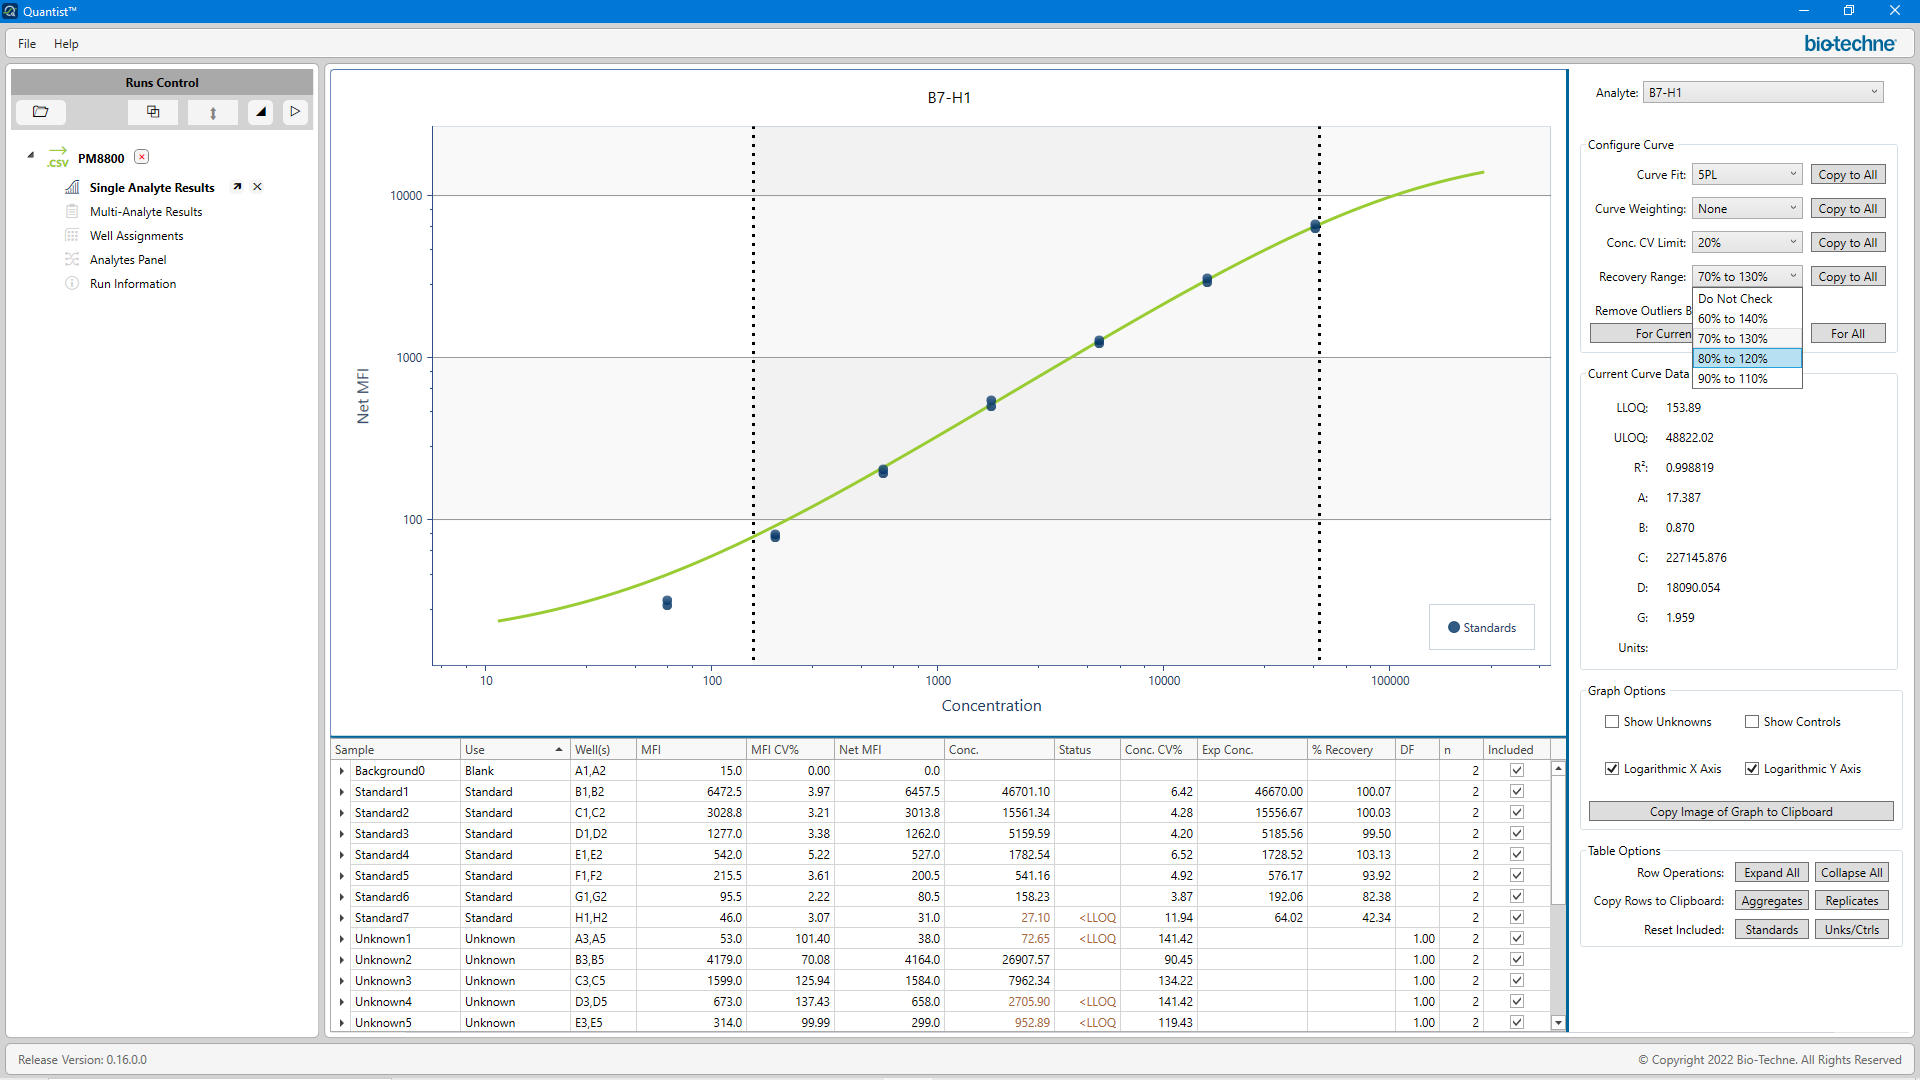 Quantist™
File Help
bio-techne
Runs Control
.CSV PM8800
Single Analyte Results
Multi-Analyte Results
Well Assignments
Analytes Panel
Run Information
B7-H1
10000
1000
100
Net MFI
10 100 1000 10000 100000
Concentration
Standards
Analyte: B7-H1
Configure Curve
Curve Fit: 5PL Copy to All
Curve Weighting: None Copy to All
Conc. CV Limit: 20% Copy to All
Recovery Range: 70% to 130% Copy to All
Do Not Check
60% to 140%
70% to 130%
80% to 120%
90% to 110%
Remove Outliers B
For Curren For All
Current Curve Data
LLOQ: 153.89
ULOQ: 48822.02
R²: 0.998819
A: 17.387
B: 0.870
C: 227145.876
D: 18090.054
G: 1.959
Units:
Graph Options
Show Unknowns Show Controls
Logarithmic X Axis Logarithmic Y Axis
Copy Image of Graph to Clipboard
Table Options
Row Operations: Expand All Collapse All
Copy Rows to Clipboard: Aggregates Replicates
Reset Included: Standards Unks/Ctrls
Sample Use Well(s) MFI MFI CV% Net MFI Conc. Status Conc. CV% Exp Conc. % Recovery DF n Included
Background0 Blank A1,A2 15.0 0.00 0.0 2
Standard1 Standard B1,B2 6472.5 3.97 6457.5 46701.10 6.42 46670.00 100.07 2
Standard2 Standard C1,C2 3028.8 3.21 3013.8 15561.34 4.28 15556.67 100.03 2
Standard3 Standard D1,D2 1277.0 3.38 1262.0 5159.59 4.20 5185.56 99.50 2
Standard4 Standard E1,E2 542.0 5.22 527.0 1782.54 6.52 1728.52 103.13 2
Standard5 Standard F1,F2 215.5 3.61 200.5 541.16 4.92 576.17 93.92 2
Standard6 Standard G1,G2 95.5 2.22 80.5 158.23 3.87 192.06 82.38 2
Standard7 Standard H1,H2 46.0 3.07 31.0 27.10 <LLOQ 11.94 64.02 42.34 2
Unknown1 Unknown A3,A5 53.0 101.40 38.0 72.65 <LLOQ 141.42 1.00 2
Unknown2 Unknown B3,B5 4179.0 70.08 4164.0 26907.57 90.45 1.00 2
Unknown3 Unknown C3,C5 1599.0 125.94 1584.0 7962.34 134.22 1.00 2
Unknown4 Unknown D3,D5 673.0 137.43 658.0 2705.90 <LLOQ 141.42 1.00 2
Unknown5 Unknown E3,E5 314.0 99.99 299.0 952.89 <LLOQ 119.43 1.00 2
Release Version: 0.16.0.0
© Copyright 2022 Bio-Techne. All Rights Reserved